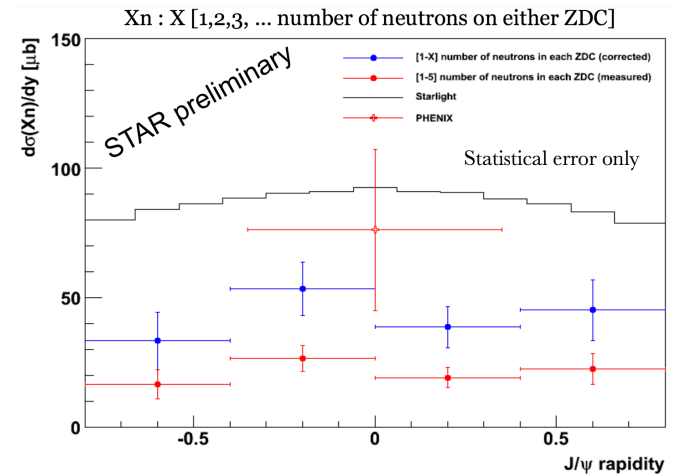 Xn : X [1,2,3, ... number of neutrons on either ZDC]
dσ(Xn)/dy [μb]
150
100
50
0
STAR preliminary
[1-X] number of neutrons in each ZDC (corrected)
[1-5] number of neutrons in each ZDC (measured)
Starlight
PHENIX
Statistical error only
-0.5
0
0.5
J/ψ rapidity